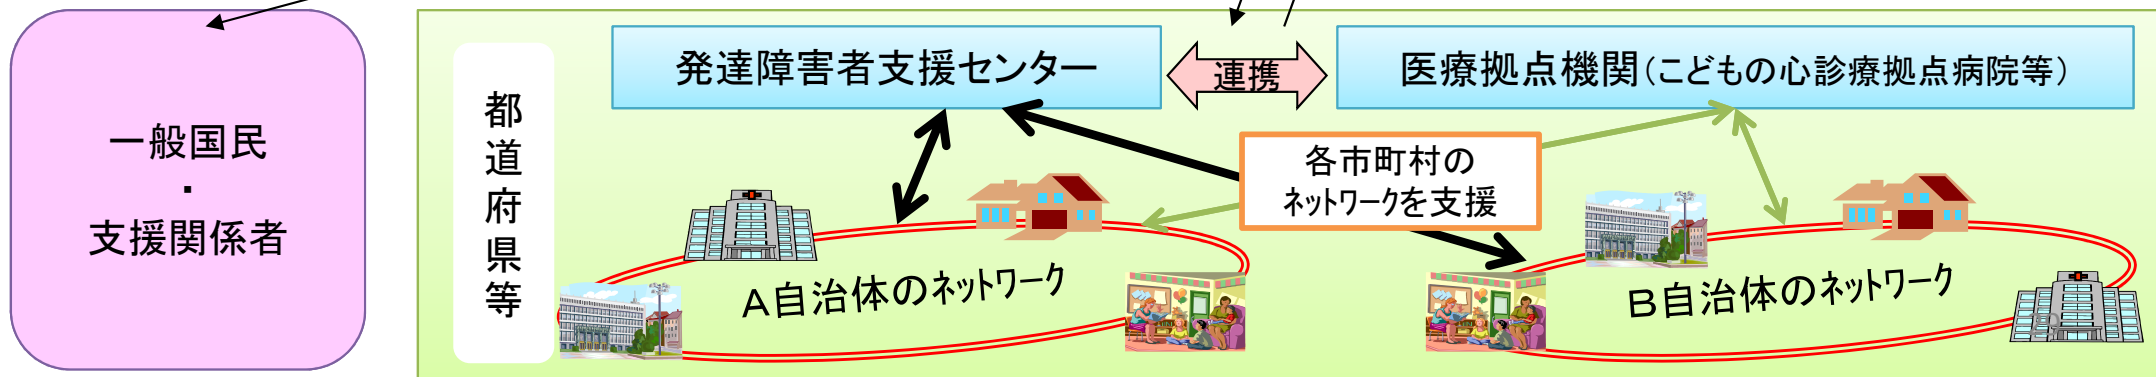 一般国民
・
支援関係者
都道府県等
発達障害者支援センター
連携
医療拠点機関(こどもの心診療拠点病院等)
各市町村の
ネットワークを支援
A自治体のネットワーク
B自治体のネットワーク